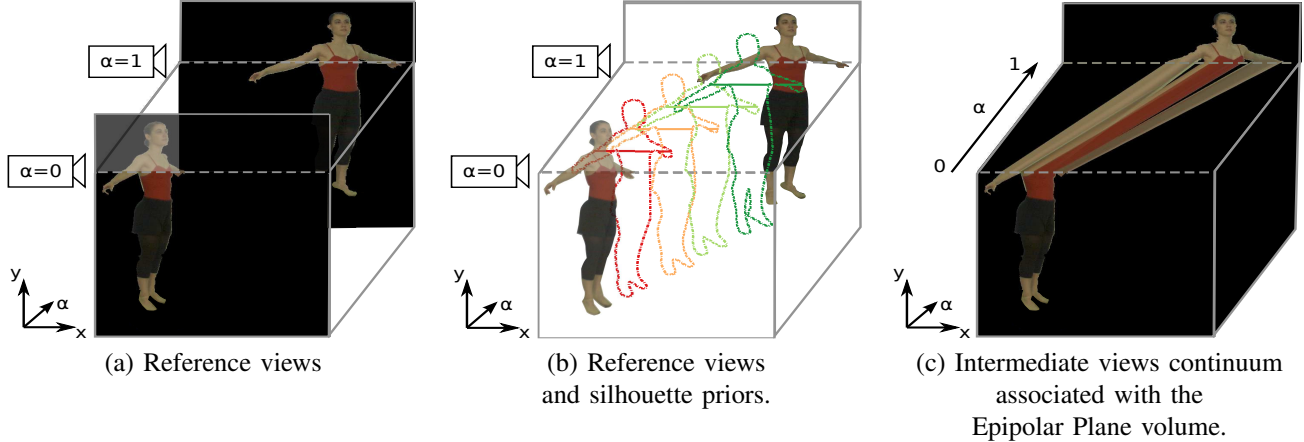 α=1
α=0
y
α
x
(a) Reference views
α=1
α=0
y
α
x
(b) Reference views
and silhouette priors.
1
α
0
y
α
x
(c) Intermediate views continuum
associated with the
Epipolar Plane volume.